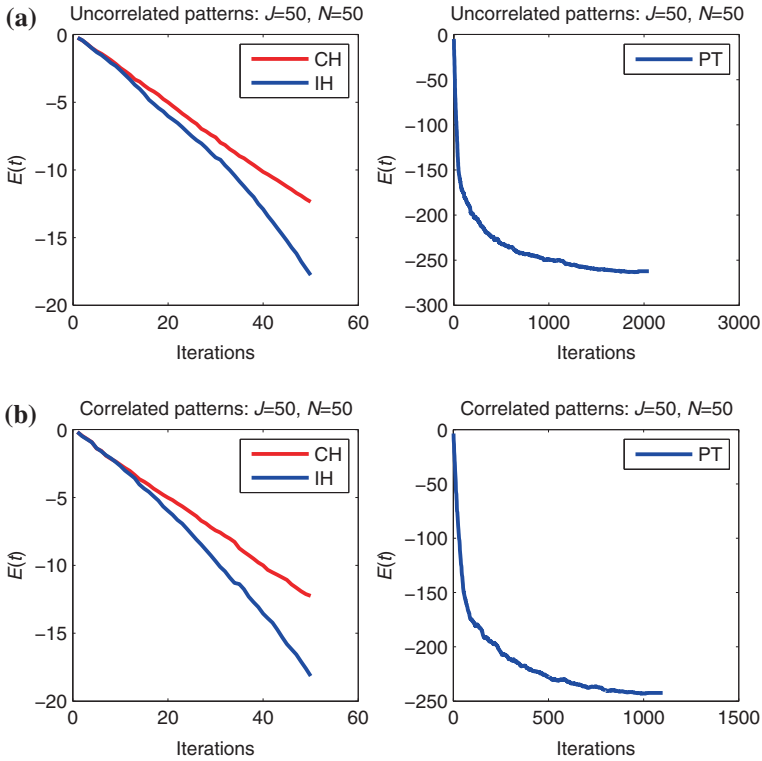 (a)
Uncorrelated patterns: J=50, N=50
0
−5
−10
−15
−20
E(t)
CH
IH
0 20 40 60
Iterations
Uncorrelated patterns: J=50, N=50
0
−50
−100
−150
−200
−250
−300
E(t)
PT
0 1000 2000 3000
Iterations
(b)
Correlated patterns: J=50, N=50
0
−5
−10
−15
−20
E(t)
CH
IH
0 20 40 60
Iterations
Correlated patterns: J=50, N=50
0
−50
−100
−150
−200
−250
E(t)
PT
0 500 1000 1500
Iterations